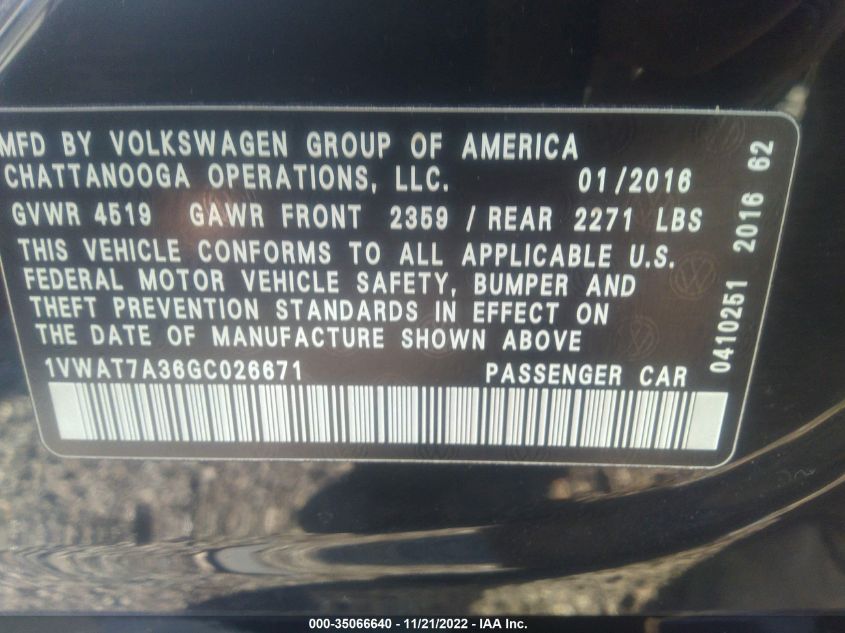 MFD BY VOLKSWAGEN GROUP OF AMERICA
CHATTANOOGA OPERATIONS, LLC. 01/2016
GVWR 4519 GAWR FRONT 2359 / REAR 2271 LBS
THIS VEHICLE CONFORMS TO ALL APPLICABLE U.S.
FEDERAL MOTOR VEHICLE SAFETY, BUMPER AND
THEFT PREVENTION STANDARDS IN EFFECT ON
THE DATE OF MANUFACTURE SHOWN ABOVE
1VWAT7A36GC026671 PASSENGER CAR
0410251 2016 62
000-35066640 - 11/21/2022 - IAA Inc.